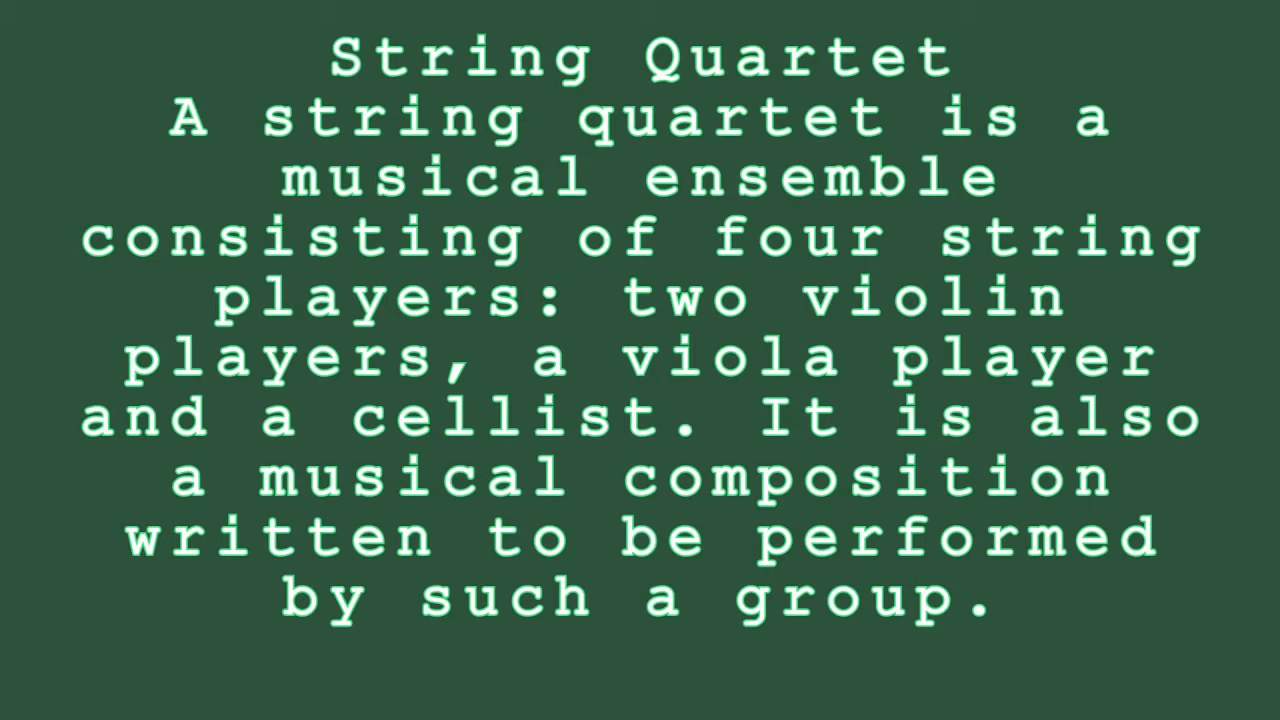 String Quartet
A string quartet is a
musical ensemble
consisting of four string
players: two violin
players, a viola player
and a cellist. It is also
a musical composition
written to be performed
by such a group.